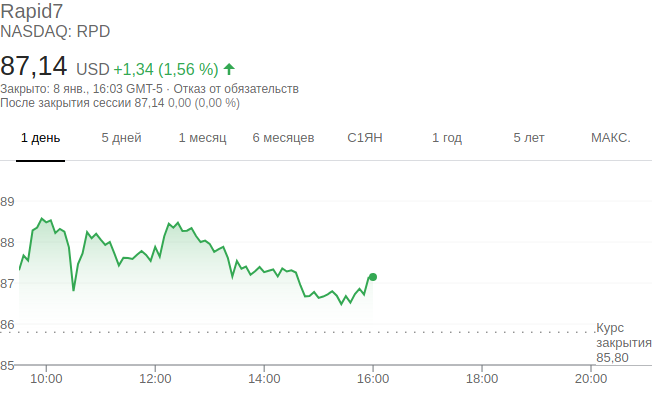 Rapid7
NASDAQ: RPD
87,14 USD +1,34 (1,56 %)
Закрыто: 8 янв., 16:03 GMT-5 · Отказ от обязательств
После закрытия сессии 87,14 0,00 (0,00 %)
1 день 5 дней 1 месяц 6 месяцев С1ЯН 1 год 5 лет МАКС.
89
88
87
86
Курс
закрытия
85,80
85
10:00 12:00 14:00 16:00 18:00 20:00